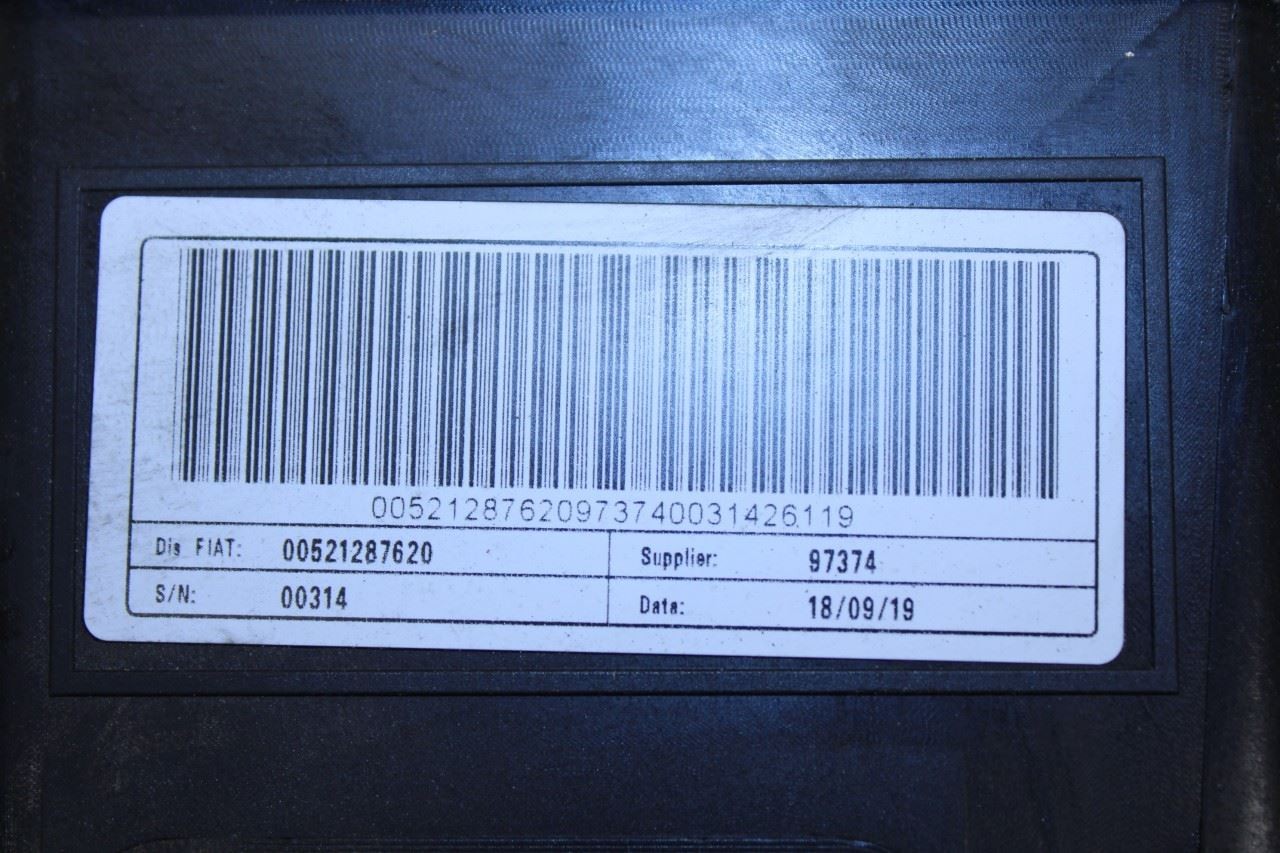 00521287620973740031426119
Dis FIAT: 00521287620 Supplier: 97374
S/N: 00314 Data: 18/09/19